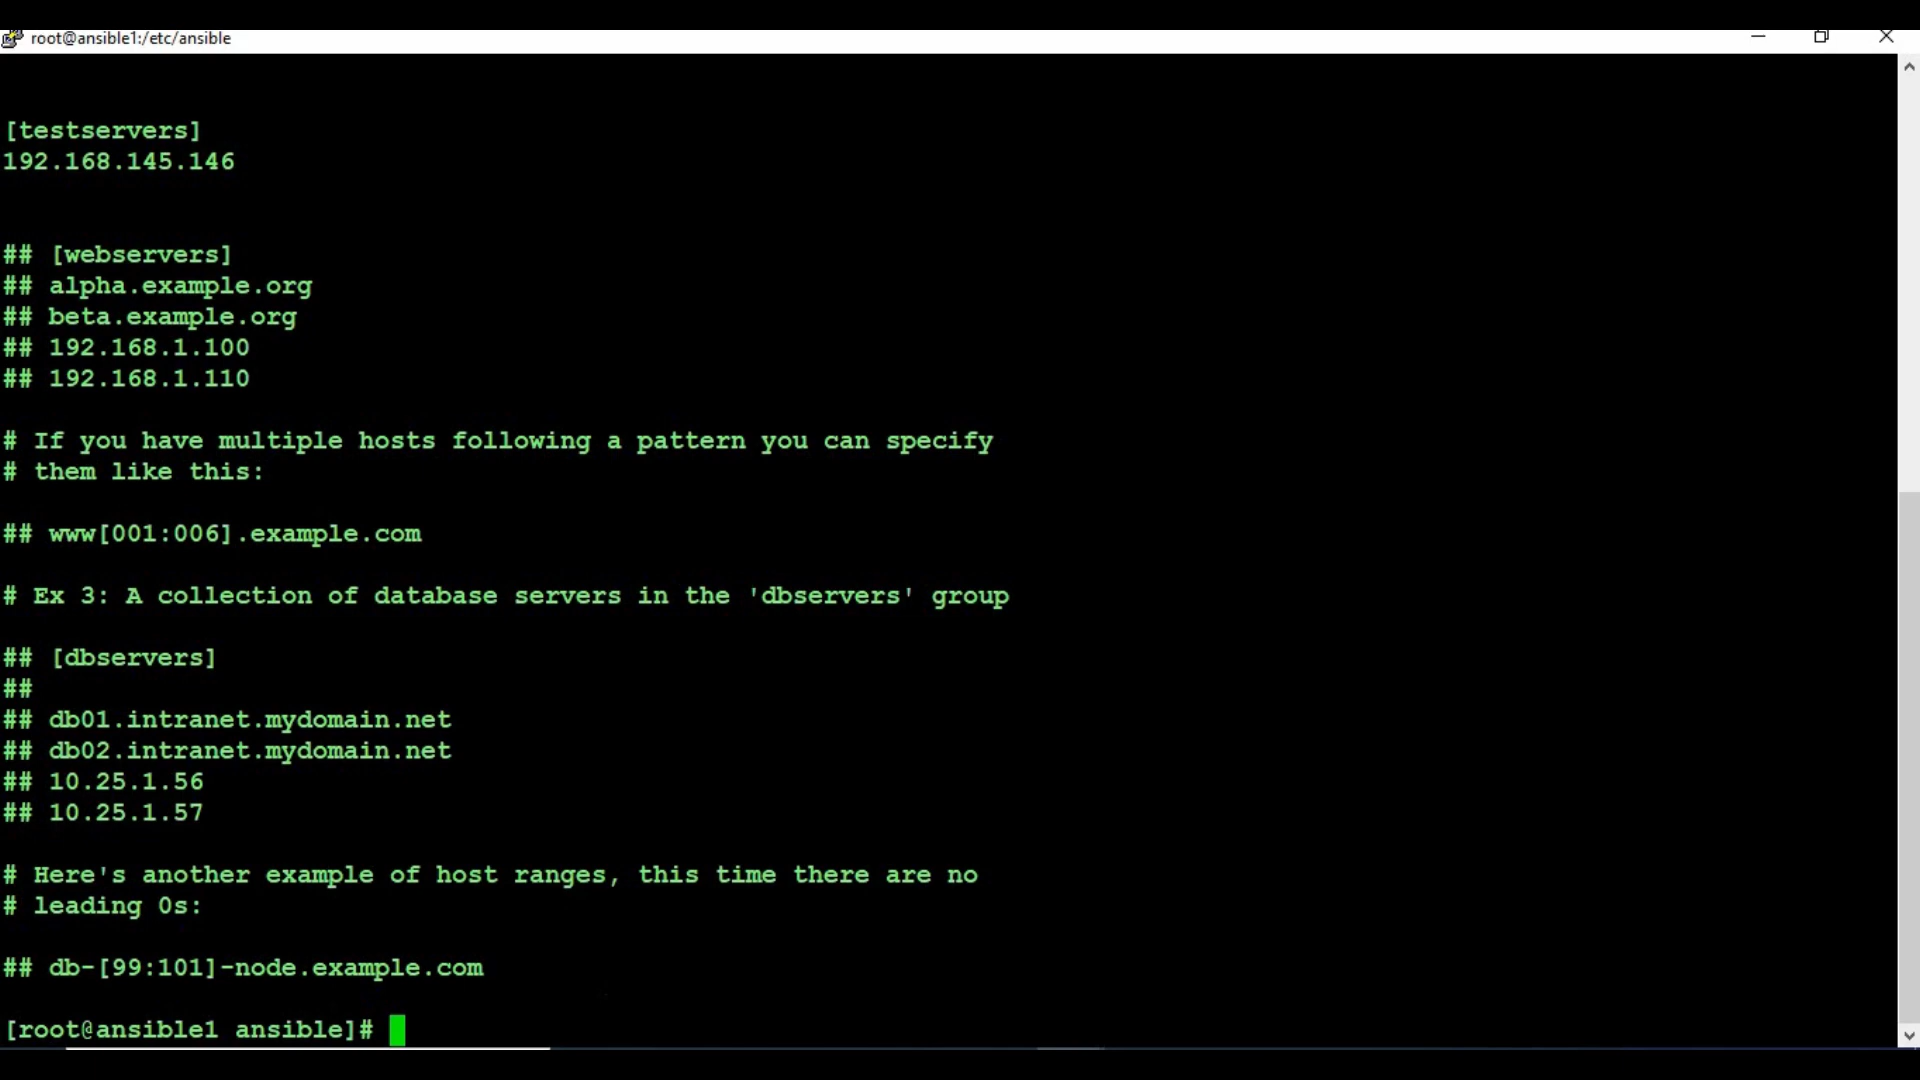 root@ansible1:/etc/ansible
[testservers]
192.168.145.146
## [webservers]
## alpha.example.org
## beta.example.org
## 192.168.1.100
## 192.168.1.110
# If you have multiple hosts following a pattern you can specify
# them like this:
## www[001:006].example.com
# Ex 3: A collection of database servers in the 'dbservers' group
## [dbservers]
##
## db01.intranet.mydomain.net
## db02.intranet.mydomain.net
## 10.25.1.56
## 10.25.1.57
# Here's another example of host ranges, this time there are no
# leading 0s:
## db-[99:101]-node.example.com
[root@ansible1 ansible]#